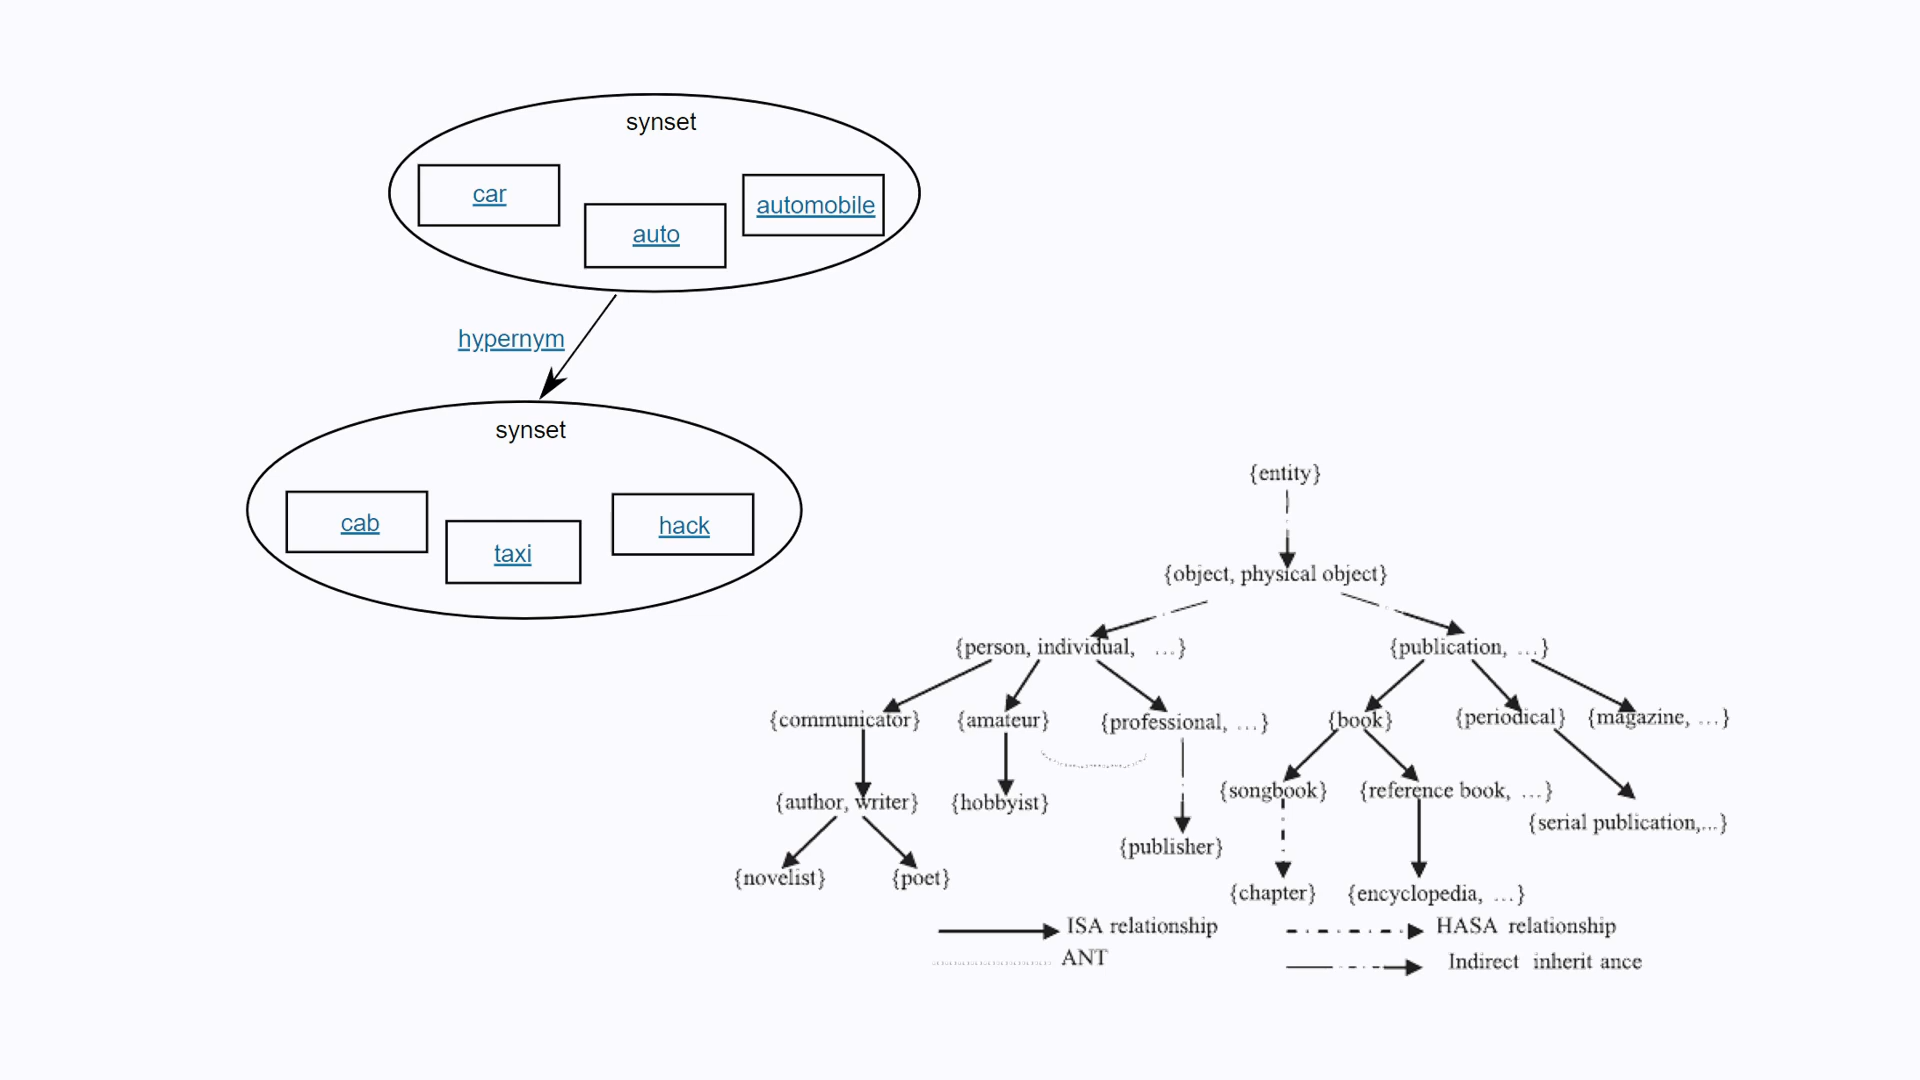 synset
car
auto
automobile
hypernym
synset
cab
taxi
hack
{entity}
{object, physical object}
{person, individual, ...}
{publication, ...}
{communicator}
{amateur}
{professional, ...}
{book}
{periodical}
{magazine, ...}
{author, writer}
{hobbyist}
{songbook}
{reference book, ...}
{publisher}
{serial publication,...}
{novelist}
{poet}
{chapter}
{encyclopedia, ...}
ISA relationship
HASA relationship
ANT
Indirect inherit ance